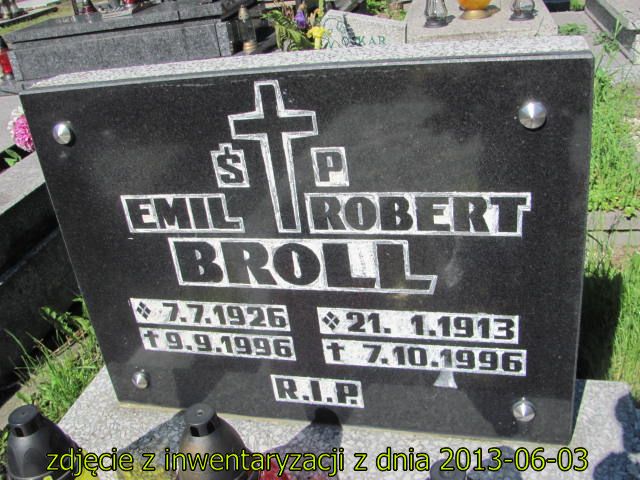 OSKAR
Ś P
EMIL ROBERT
BROLL
7.7.1926 21. 1.1913
† 9.9.1996 † 7.10.1996
R.I.P.
zdjęcie z inwentaryzacji z dnia 2013-06-03